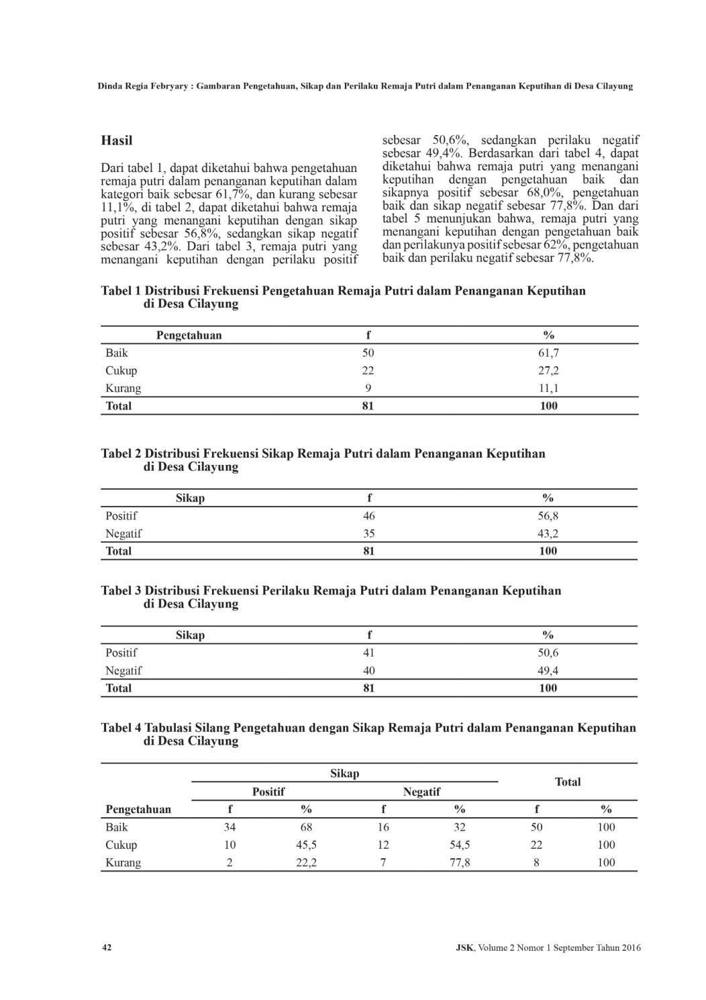 Dinda Regia Febryary : Gambaran Pengetahuan, Sikap dan Perilaku Remaja Putri dalam Penanganan Keputihan di Desa Cilayung
Hasil
Dari tabel 1, dapat diketahui bahwa pengetahuan
remaja putri dalam penanganan keputihan dalam
kategori baik sebesar 61,7%, dan kurang sebesar
11,1%, di tabel 2, dapat diketahui bahwa remaja
putri yang menangani keputihan dengan sikap
positif sebesar 56,8%, sedangkan sikap negatif
sebesar 43,2%. Dari tabel 3, remaja putri yang
menangani keputihan dengan perilaku positif
sebesar 50,6%, sedangkan perilaku negatif
sebesar 49,4%. Berdasarkan dari tabel 4, dapat
diketahui bahwa remaja putri yang menangani
keputihan dengan pengetahuan baik dan
sikapnya positif sebesar 68,0%, pengetahuan
baik dan sikap negatif sebesar 77,8%. Dan dari
tabel 5 menunjukan bahwa, remaja putri yang
menangani keputihan dengan pengetahuan baik
dan perilakunya positif sebesar 62%, pengetahuan
baik dan perilaku negatif sebesar 77,8%.
Tabel 1 Distribusi Frekuensi Pengetahuan Remaja Putri dalam Penanganan Keputihan
di Desa Cilayung
Pengetahuan f %
Baik 50 61,7
Cukup 22 27,2
Kurang 9 11,1
Total 81 100
Tabel 2 Distribusi Frekuensi Sikap Remaja Putri dalam Penanganan Keputihan
di Desa Cilayung
Sikap f %
Positif 46 56,8
Negatif 35 43,2
Total 81 100
Tabel 3 Distribusi Frekuensi Perilaku Remaja Putri dalam Penanganan Keputihan
di Desa Cilayung
Sikap f %
Positif 41 50,6
Negatif 40 49,4
Total 81 100
Tabel 4 Tabulasi Silang Pengetahuan dengan Sikap Remaja Putri dalam Penanganan Keputihan
di Desa Cilayung
Sikap
Total
Positif Negatif
Pengetahuan f % f % f %
Baik 34 68 16 32 50 100
Cukup 10 45,5 12 54,5 22 100
Kurang 2 22,2 7 77,8 8 100
42 JSK, Volume 2 Nomor 1 September Tahun 2016